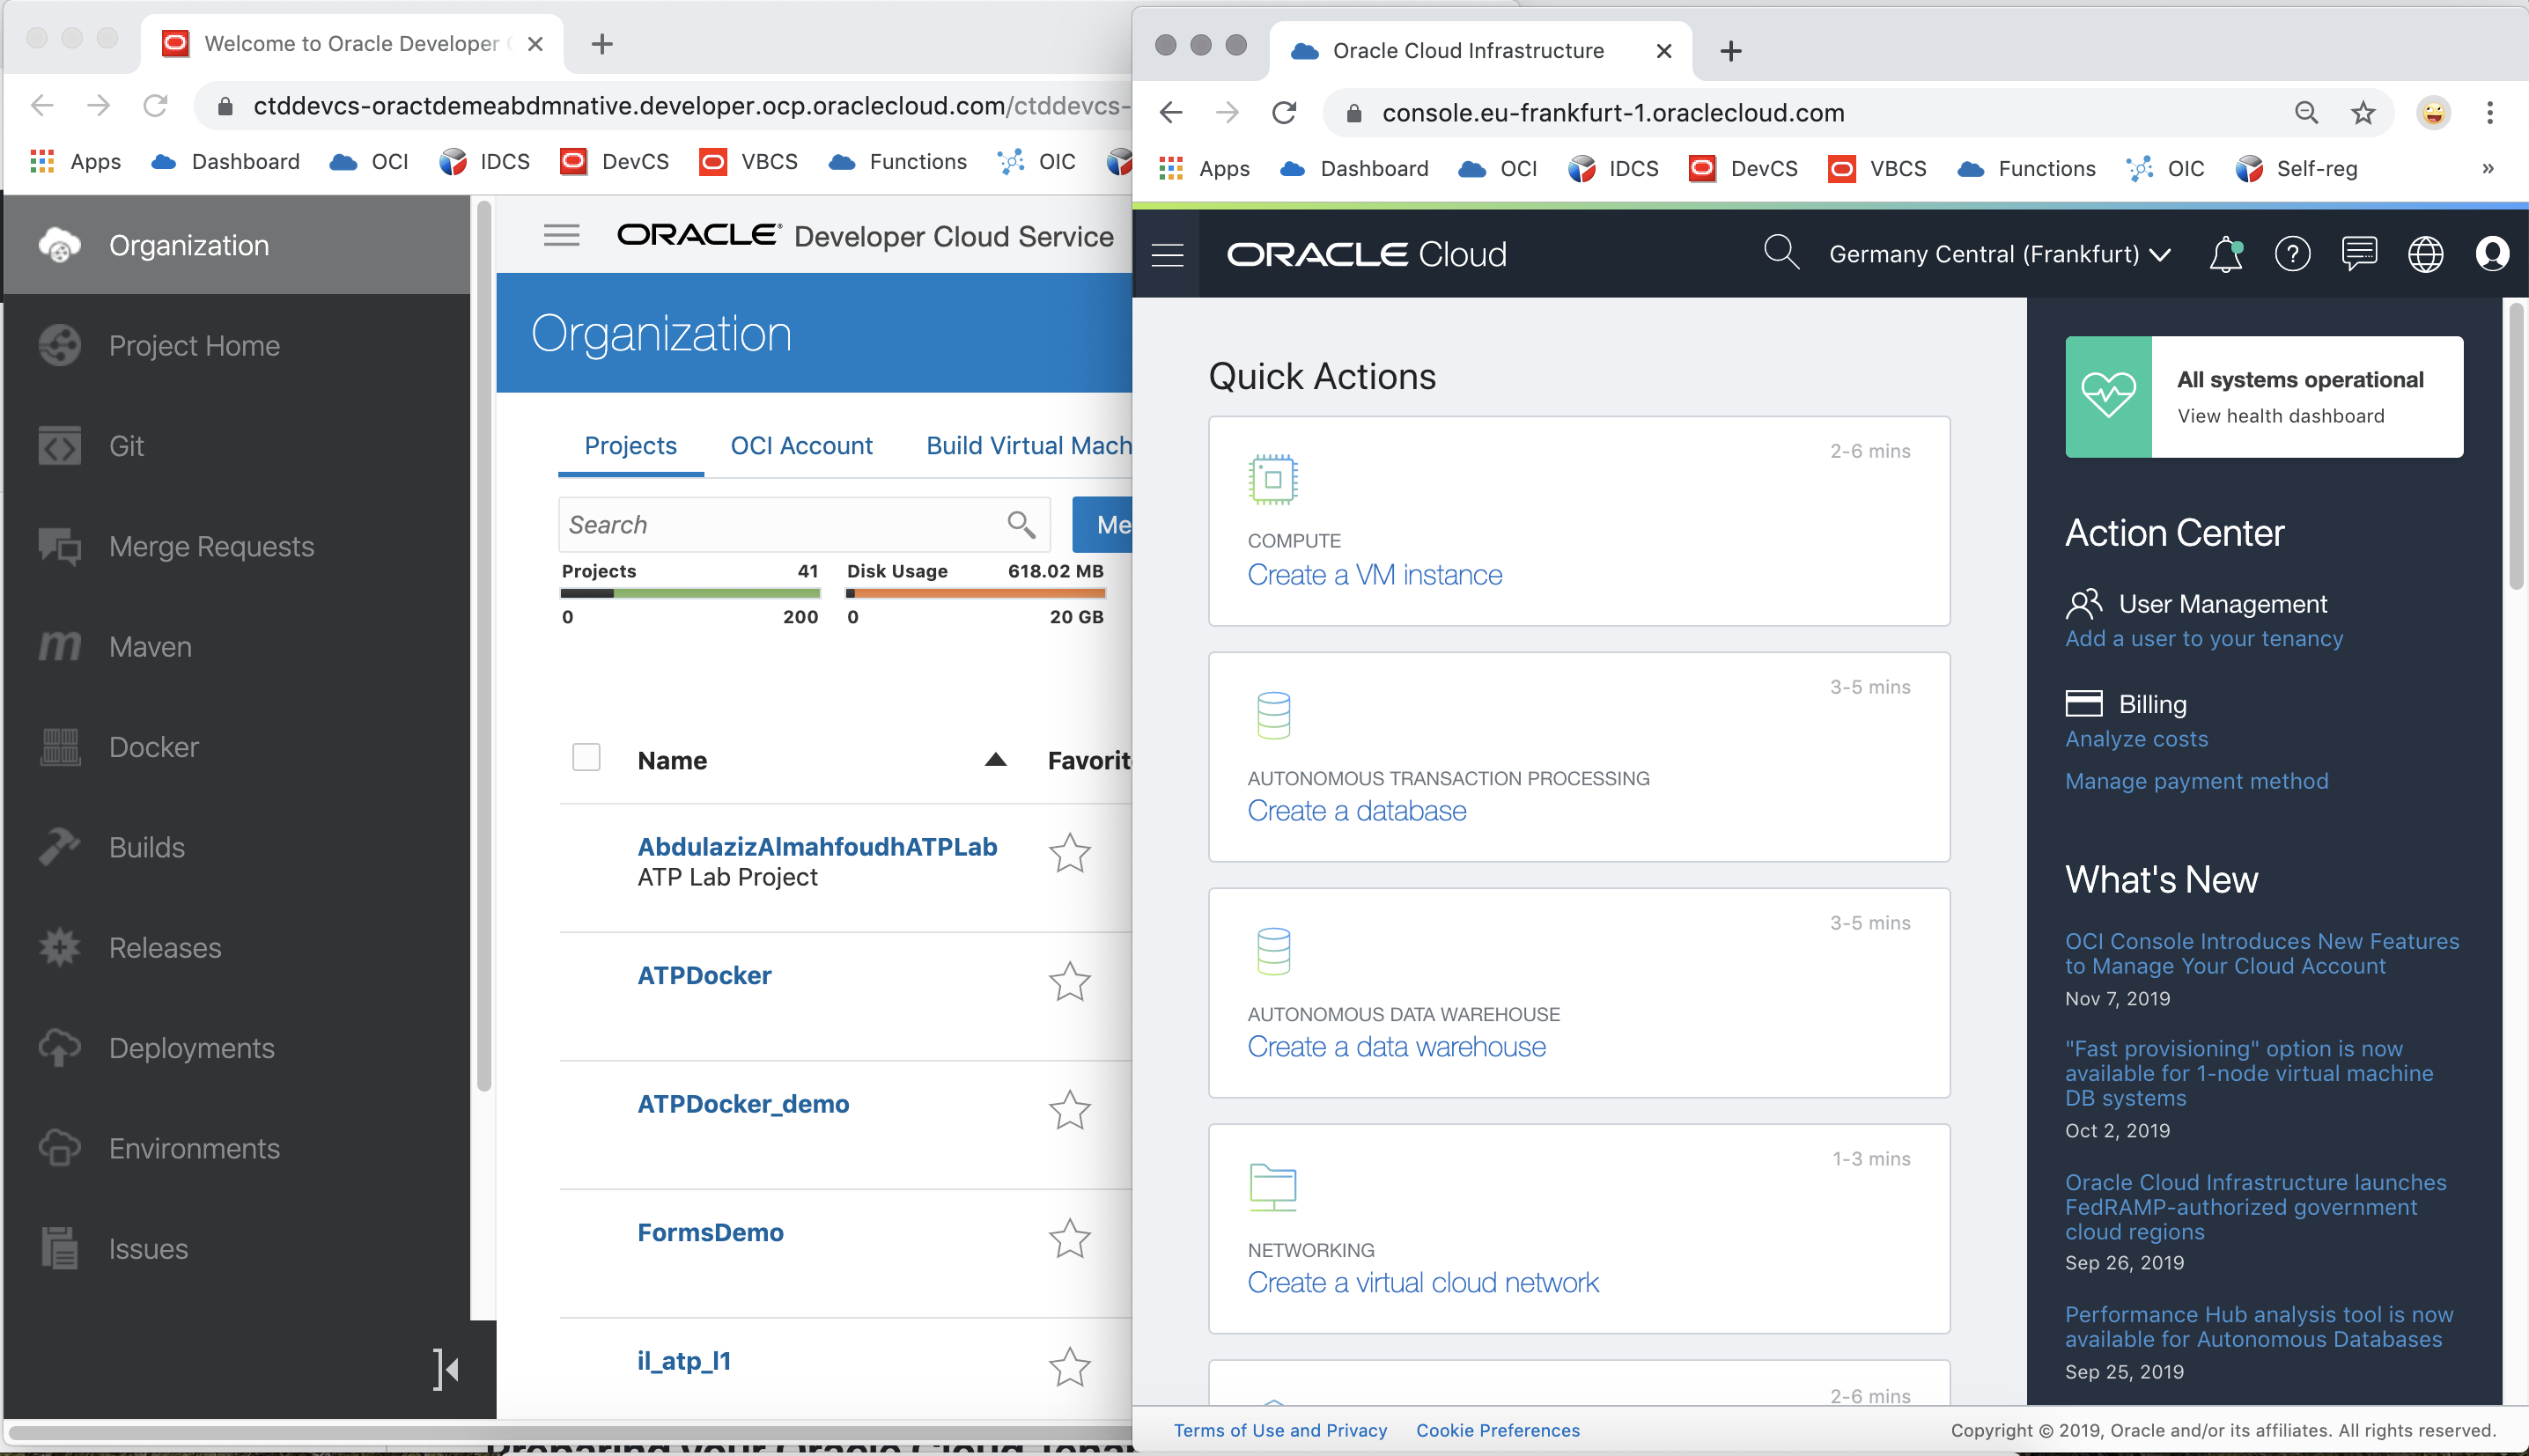 Welcome to Oracle Developer
ctddevcs-oractdemeabdmnative.developer.ocp.oraclecloud.com/ctddevcs-
Apps Dashboard OCI IDCS DevCS VBCS Functions OIC
Organization
Project Home
Git
Merge Requests
Maven
Docker
Builds
Releases
Deployments
Environments
Issues
ORACLE Developer Cloud Service
Organization
Projects OCI Account Build Virtual Mach
Search
Me
Projects 41 Disk Usage 618.02 MB
0 200 0 20 GB
Name Favorit
AbdulazizAlmahfoudhATPLab
ATP Lab Project
ATPDocker
ATPDocker_demo
FormsDemo
il_atp_l1
Preparing your Oracle Cloud Tena
Oracle Cloud Infrastructure
console.eu-frankfurt-1.oraclecloud.com
Apps Dashboard OCI IDCS DevCS VBCS Functions OIC Self-reg »
ORACLE Cloud
Germany Central (Frankfurt)
Quick Actions
2-6 mins
COMPUTE
Create a VM instance
3-5 mins
AUTONOMOUS TRANSACTION PROCESSING
Create a database
3-5 mins
AUTONOMOUS DATA WAREHOUSE
Create a data warehouse
1-3 mins
NETWORKING
Create a virtual cloud network
2-6 mins
All systems operational
View health dashboard
Action Center
User Management
Add a user to your tenancy
Billing
Analyze costs
Manage payment method
What's New
OCI Console Introduces New Features
to Manage Your Cloud Account
Nov 7, 2019
"Fast provisioning" option is now
available for 1-node virtual machine
DB systems
Oct 2, 2019
Oracle Cloud Infrastructure launches
FedRAMP-authorized government
cloud regions
Sep 26, 2019
Performance Hub analysis tool is now
available for Autonomous Databases
Sep 25, 2019
Terms of Use and Privacy Cookie Preferences
Copyright © 2019, Oracle and/or its affiliates. All rights reserved.